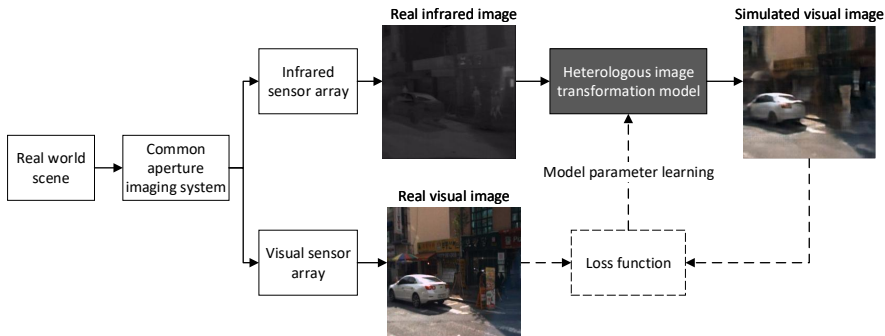 Real infrared image
Simulated visual image
Infrared
sensor array
Heterologous image
transformation model
Real world
scene
Common
aperture
imaging system
Model parameter learning
Real visual image
Visual sensor
array
Loss function